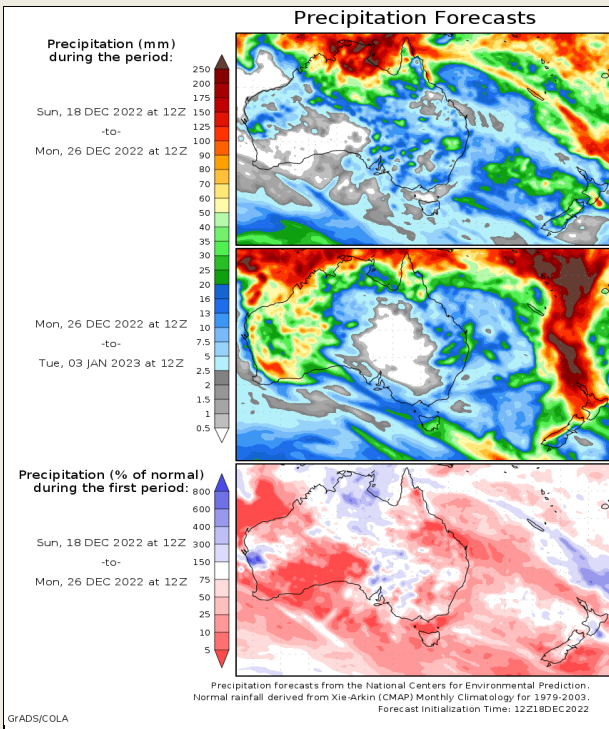 Precipitation Forecasts
Precipitation (mm)
during the period:
Sun, 18 DEC 2022 at 12Z
-to-
Mon, 26 DEC 2022 at 12Z
250
200
175
150
125
100
90
80
70
60
50
40
35
30
25
20
16
13
10
7.5
5
2.5
2
1.5
1
0.5
Mon, 26 DEC 2022 at 12Z
-to-
Tue, 03 JAN 2023 at 12Z
Precipitation (% of normal)
during the first period:
Sun, 18 DEC 2022 at 12Z
-to-
Mon, 26 DEC 2022 at 12Z
800
600
400
300
150
75
50
25
10
5
Precipitation forecasts from the National Centers for Environmental Prediction.
Normal rainfall derived from Xie-Arkin (CMAP) Monthly Climatology for 1979-2003.
Forecast Initialization Time: 12Z18DEC2022
GrADS/COLA